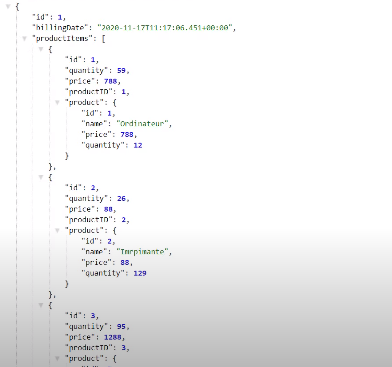 {
"id": 1,
"billingDate": "2020-11-17T11:17:06.451+00:00",
"productItems": [
{
"id": 1,
"quantity": 59,
"price": 788,
"productID": 1,
"product": {
"id": 1,
"name": "Ordinateur",
"price": 788,
"quantity": 12
}
},
{
"id": 2,
"quantity": 26,
"price": 88,
"productID": 2,
"product": {
"id": 2,
"name": "Imrpimante",
"price": 88,
"quantity": 129
}
},
{
"id": 3,
"quantity": 95,
"price": 1288,
"productID": 3,
"product": {